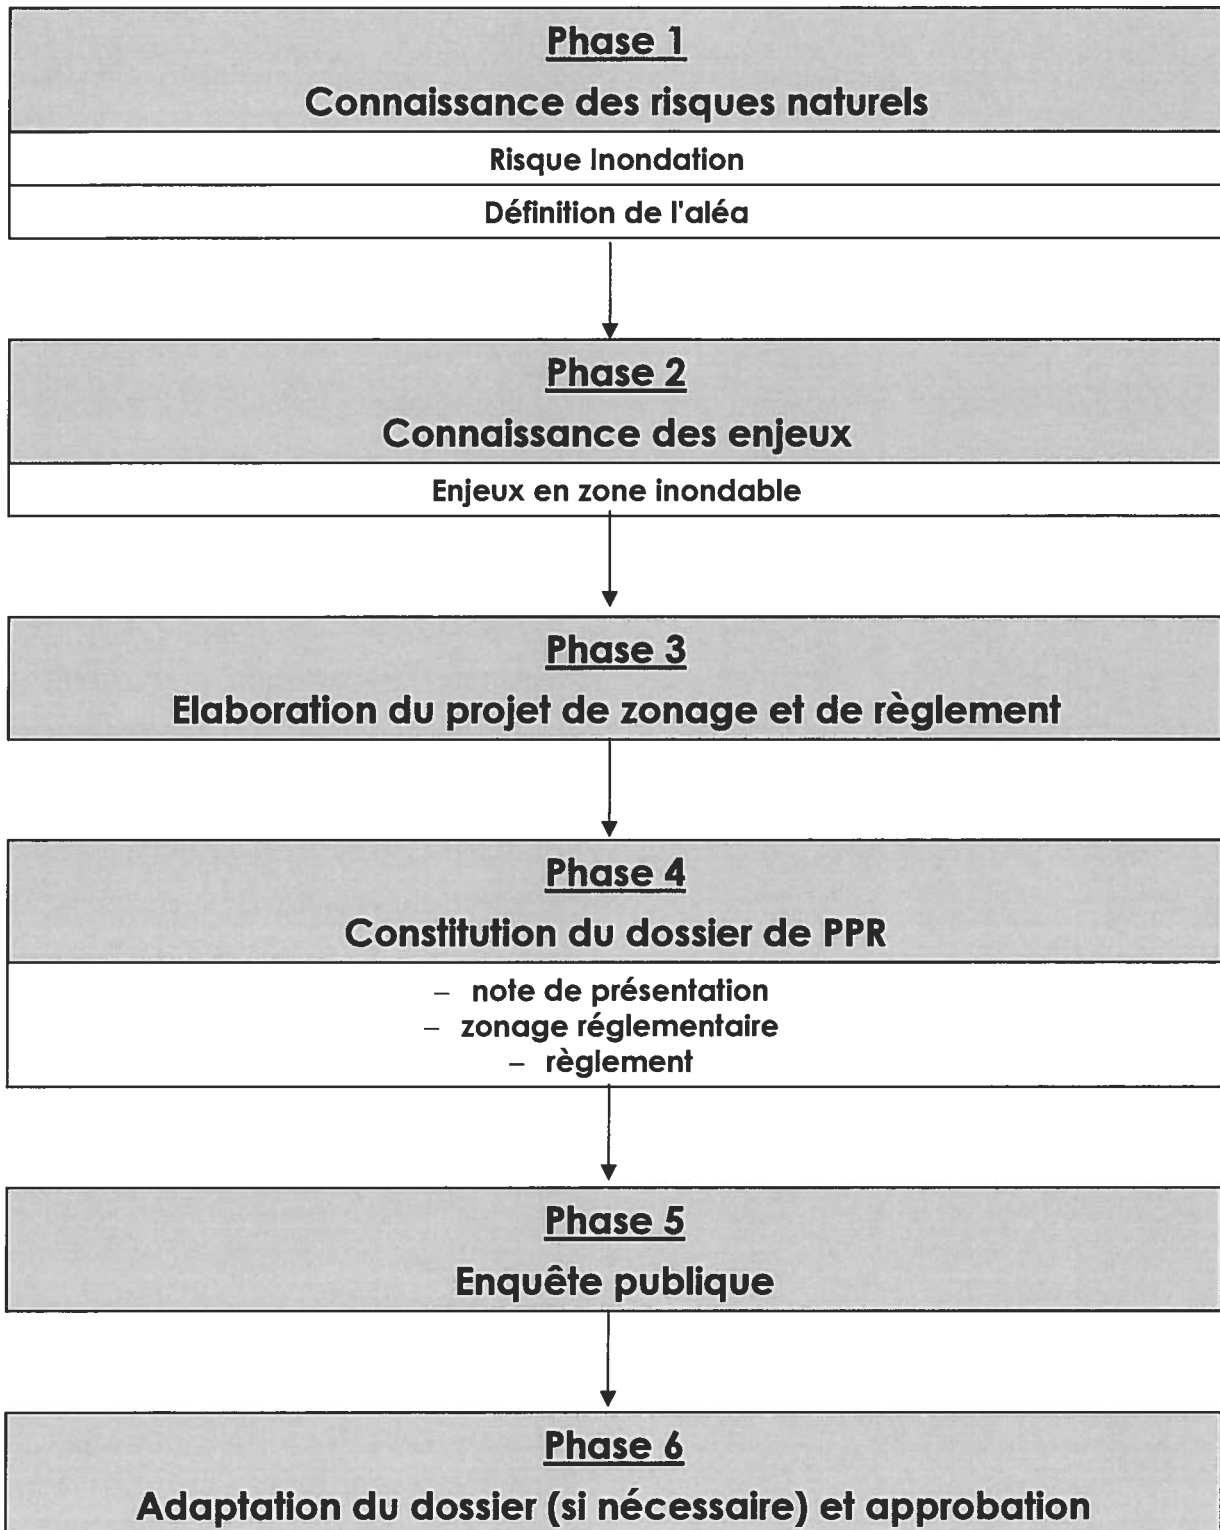 Phase 1
Connaissance des risques naturels
Risque Inondation
Définition de l'aléa
Phase 2
Connaissance des enjeux
Enjeux en zone inondable
Phase 3
Elaboration du projet de zonage et de règlement
Phase 4
Constitution du dossier de PPR
– note de présentation
– zonage réglementaire
– règlement
Phase 5
Enquête publique
Phase 6
Adaptation du dossier (si nécessaire) et approbation